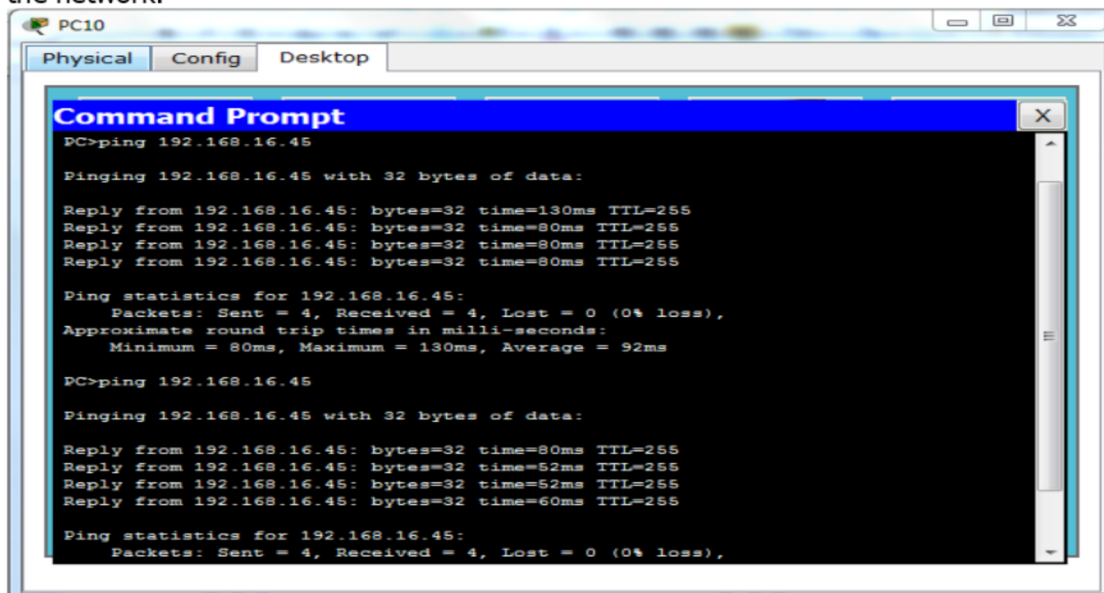 the network.
PC10
Physical Config Desktop
Command Prompt X
PC>ping 192.168.16.45
Pinging 192.168.16.45 with 32 bytes of data:
Reply from 192.168.16.45: bytes=32 time=130ms TTL=255
Reply from 192.168.16.45: bytes=32 time=80ms TTL=255
Reply from 192.168.16.45: bytes=32 time=80ms TTL=255
Reply from 192.168.16.45: bytes=32 time=80ms TTL=255
Ping statistics for 192.168.16.45:
Packets: Sent = 4, Received = 4, Lost = 0 (0% loss),
Approximate round trip times in milli-seconds:
Minimum = 80ms, Maximum = 130ms, Average = 92ms
PC>ping 192.168.16.45
Pinging 192.168.16.45 with 32 bytes of data:
Reply from 192.168.16.45: bytes=32 time=80ms TTL=255
Reply from 192.168.16.45: bytes=32 time=52ms TTL=255
Reply from 192.168.16.45: bytes=32 time=52ms TTL=255
Reply from 192.168.16.45: bytes=32 time=60ms TTL=255
Ping statistics for 192.168.16.45:
Packets: Sent = 4, Received = 4, Lost = 0 (0% loss),